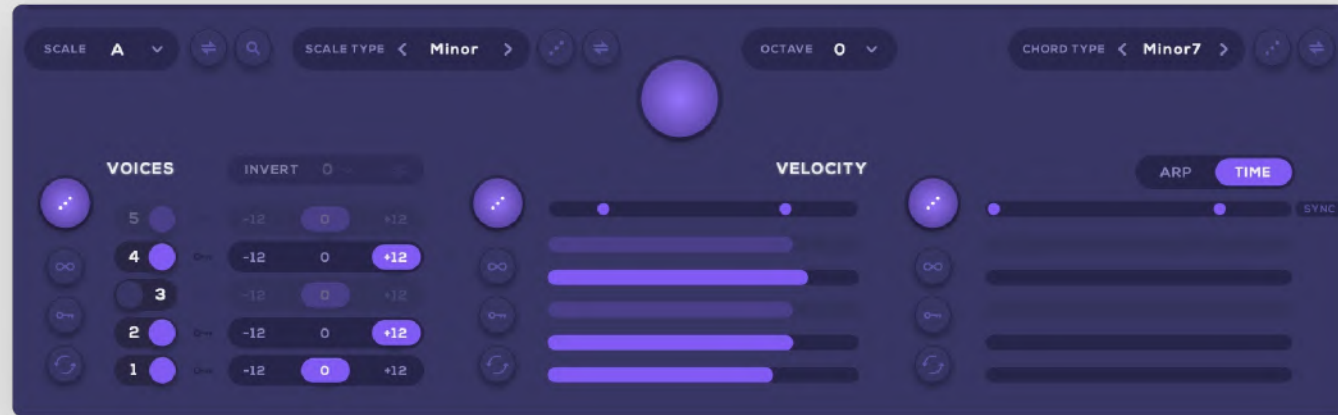 SCALE A
SCALE TYPE < Minor >
OCTAVE 0
CHORD TYPE < Minor7 >
VOICES
INVERT 0
VELOCITY
ARP TIME
SYNC
5 -12 0 +12
4 -12 0 +12
3 -12 0 +12
2 -12 0 +12
1 -12 0 +12